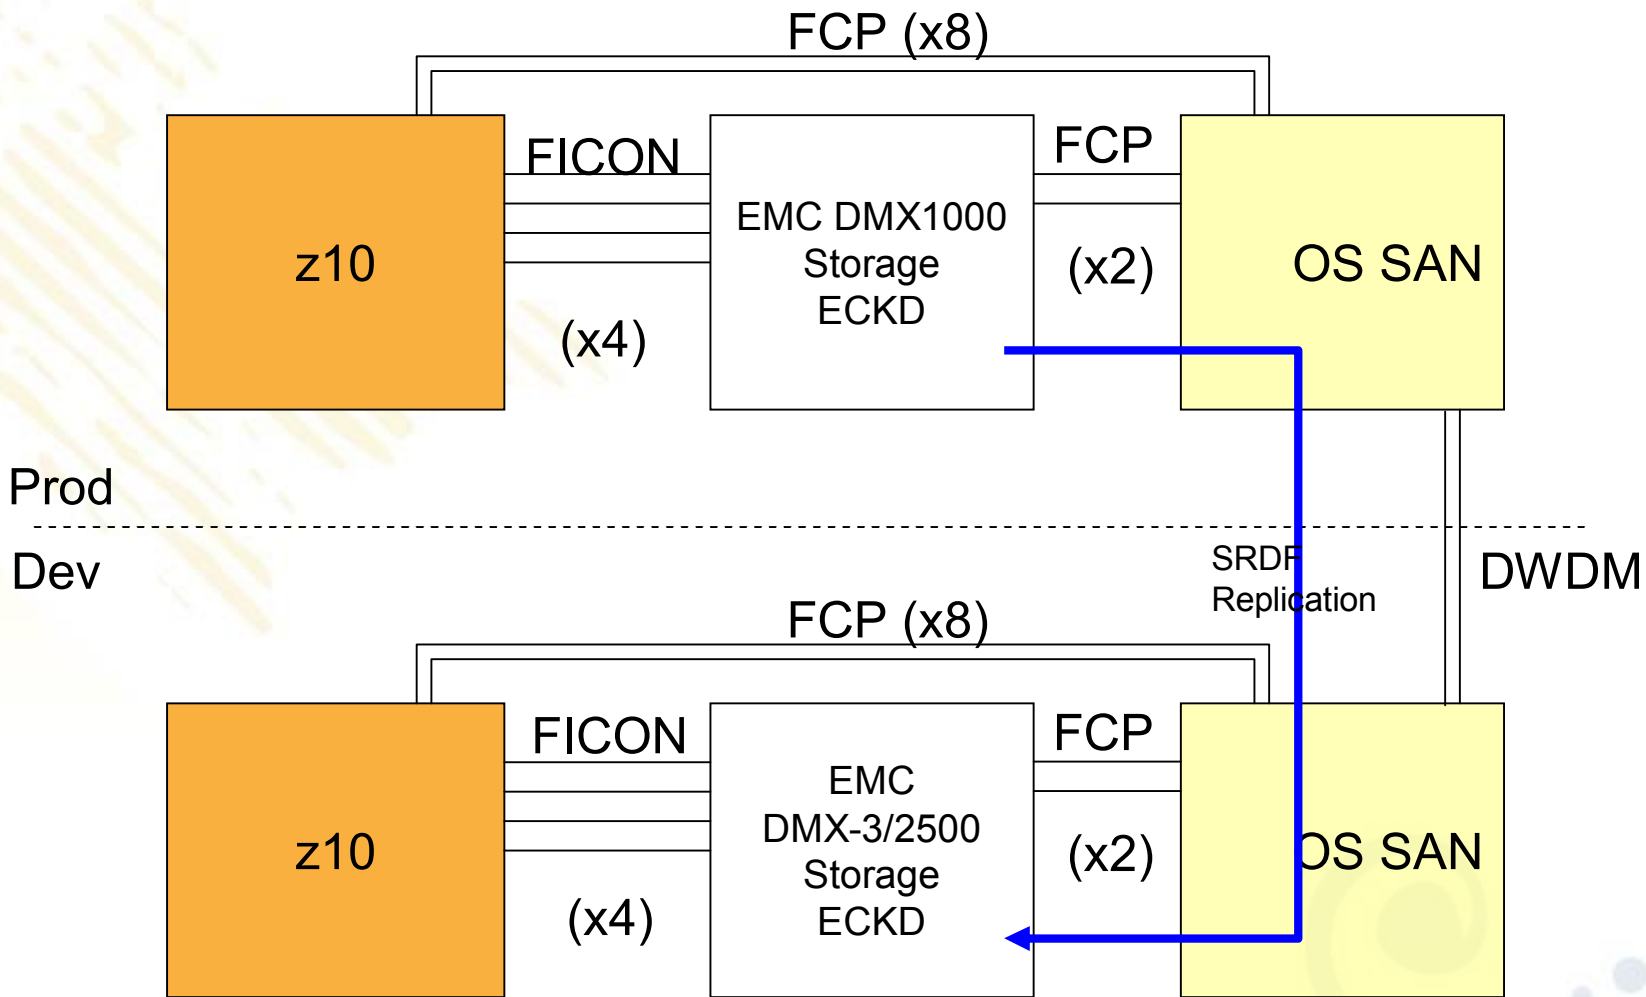 FCP (x8)
z10
FICON
(x4)
EMC DMX1000
Storage
ECKD
FCP
(x2)
OS SAN
Prod
Dev
SRDF
Replication
DWDM
FCP (x8)
z10
FICON
(x4)
EMC
DMX-3/2500
Storage
ECKD
FCP
(x2)
OS SAN